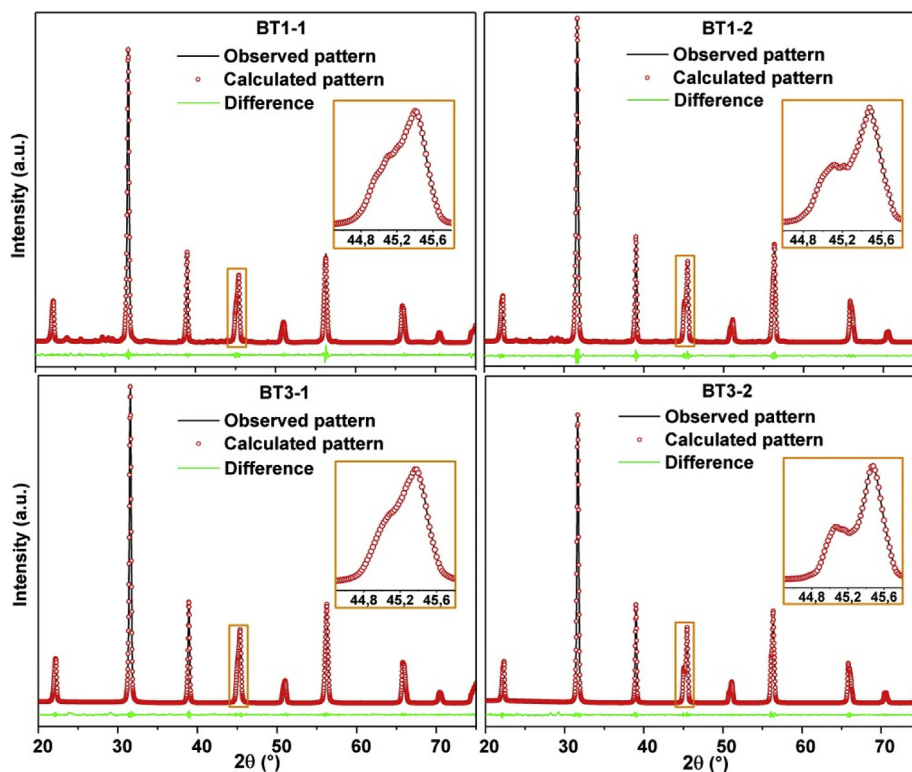 BT1-1
Observed pattern
Calculated pattern
Difference
44,8 45,2 45,6
Intensity (a.u.)
BT1-2
Observed pattern
Calculated pattern
Difference
44,8 45,2 45,6
BT3-1
Observed pattern
Calculated pattern
Difference
44,8 45,2 45,6
Intensity (a.u.)
20 30 40 50 60 70
2θ (°)
BT3-2
Observed pattern
Calculated pattern
Difference
44,8 45,2 45,6
20 30 40 50 60 70
2θ (°)